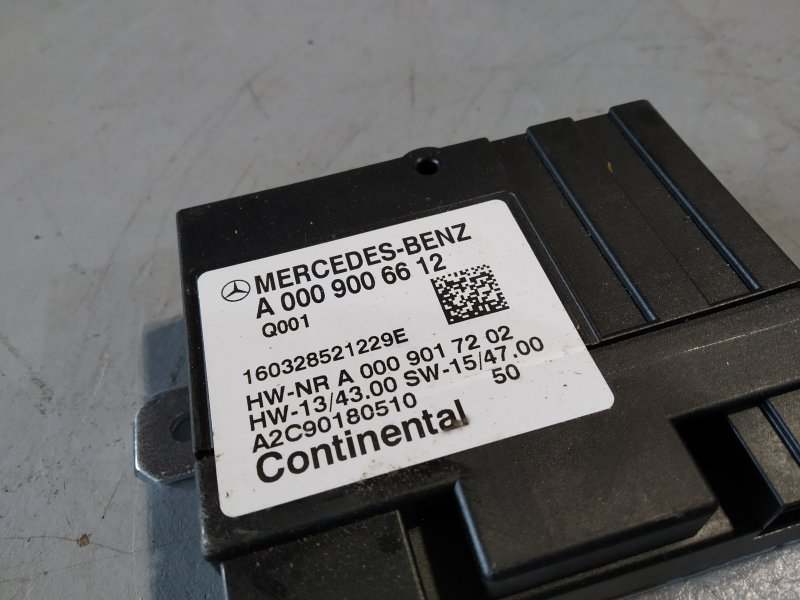 MERCEDES-BENZ
A 000 900 66 12
Q001
160328521229E
HW-NR A 000 901 72 02
HW-13/43.00 SW-15/47.00
A2C90180510 50
Continental